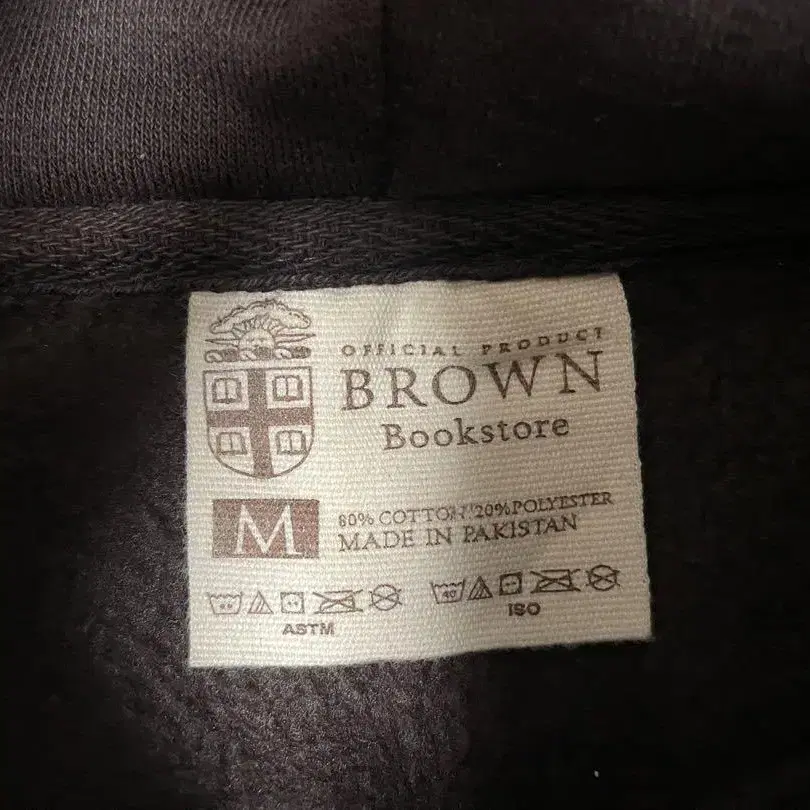 OFFICIAL PRODUCT
BROWN
Bookstore
M
80% COTTON/20% POLYESTER
MADE IN PAKISTAN
40
ASTM
ISO